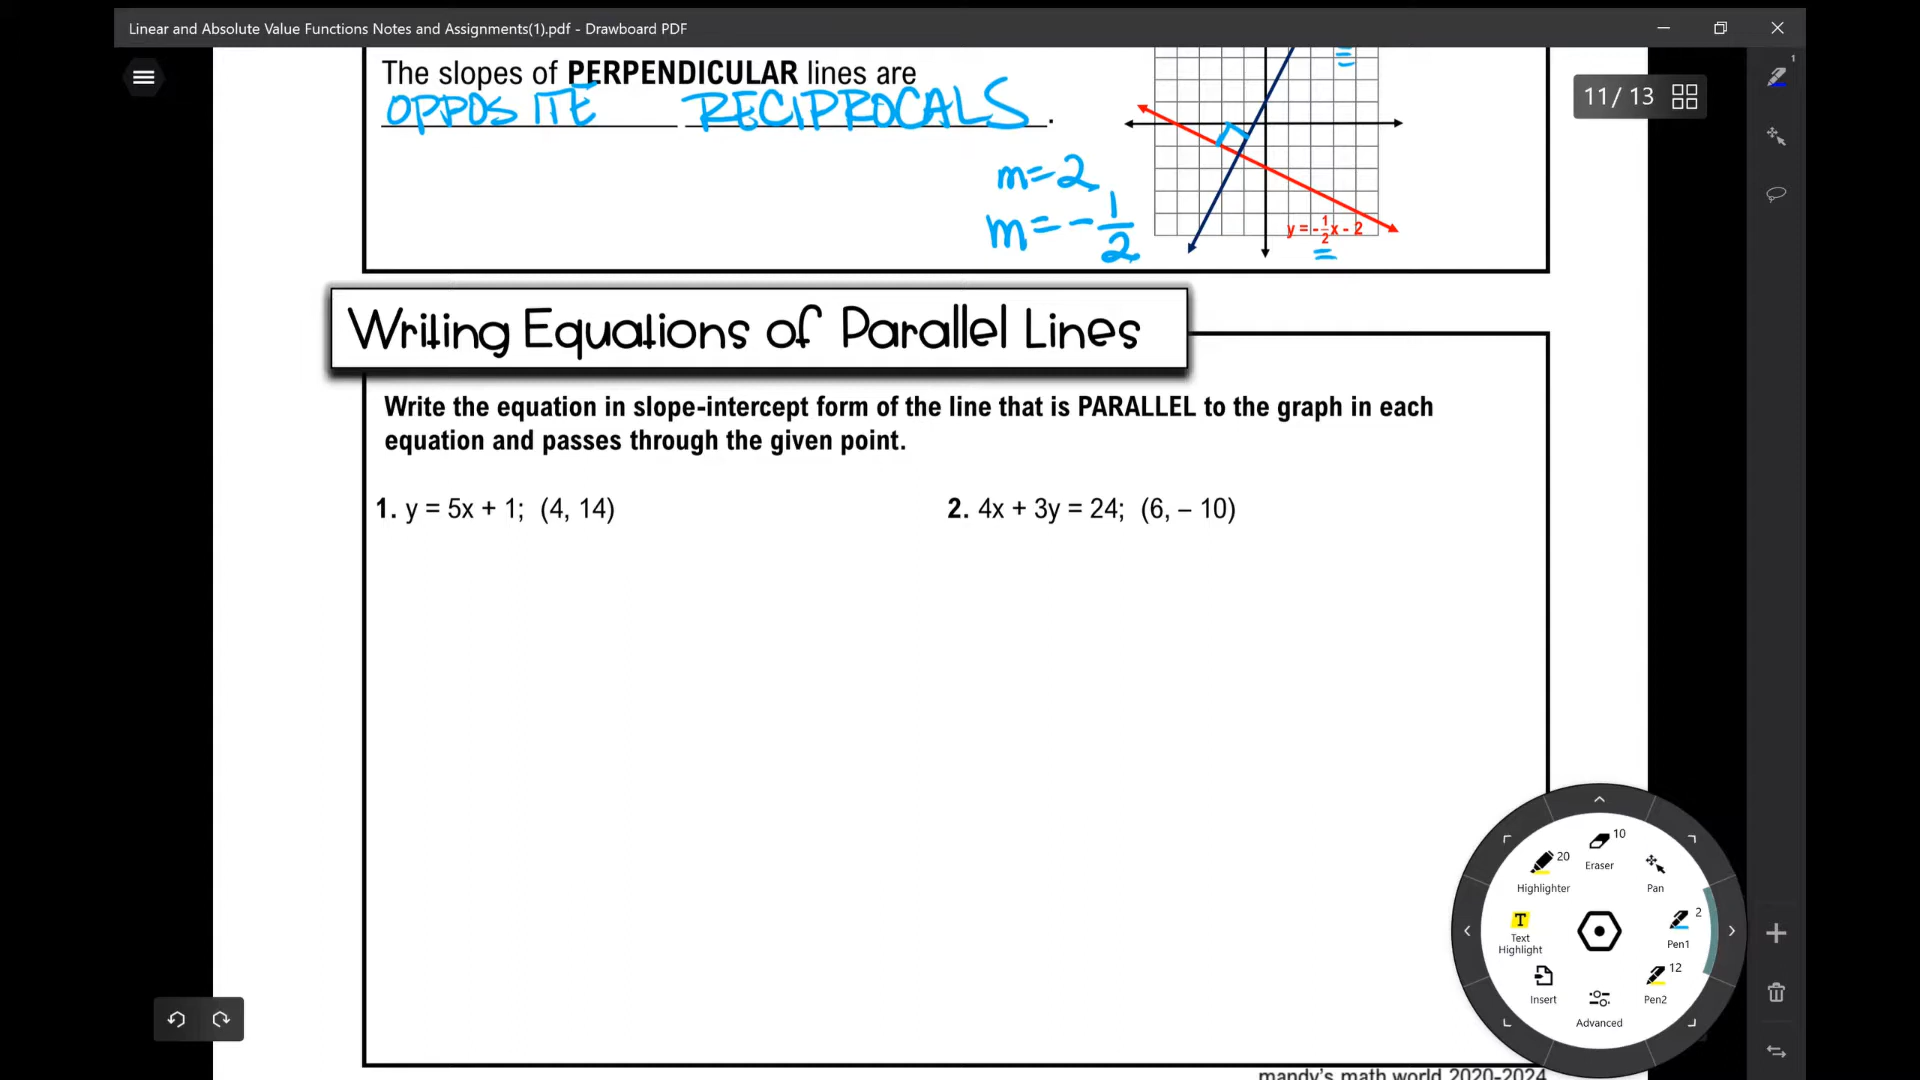 Linear and Absolute Value Functions Notes and Assignments(1).pdf - Drawboard PDF
11 / 13
1
The slopes of PERPENDICULAR lines are
OPPOSITE RECIPROCALS.
m=2
m=-1/2
y = -1/2x - 2
Writing Equations of Parallel Lines
Write the equation in slope-intercept form of the line that is PARALLEL to the graph in each
equation and passes through the given point.
1. y = 5x + 1; (4, 14)
2. 4x + 3y = 24; (6, – 10)
10
Eraser
20
Highlighter
Pan
T
Text
Highlight
2
Pen1
Insert
12
Pen2
Advanced
mandy's math world 2020-2024